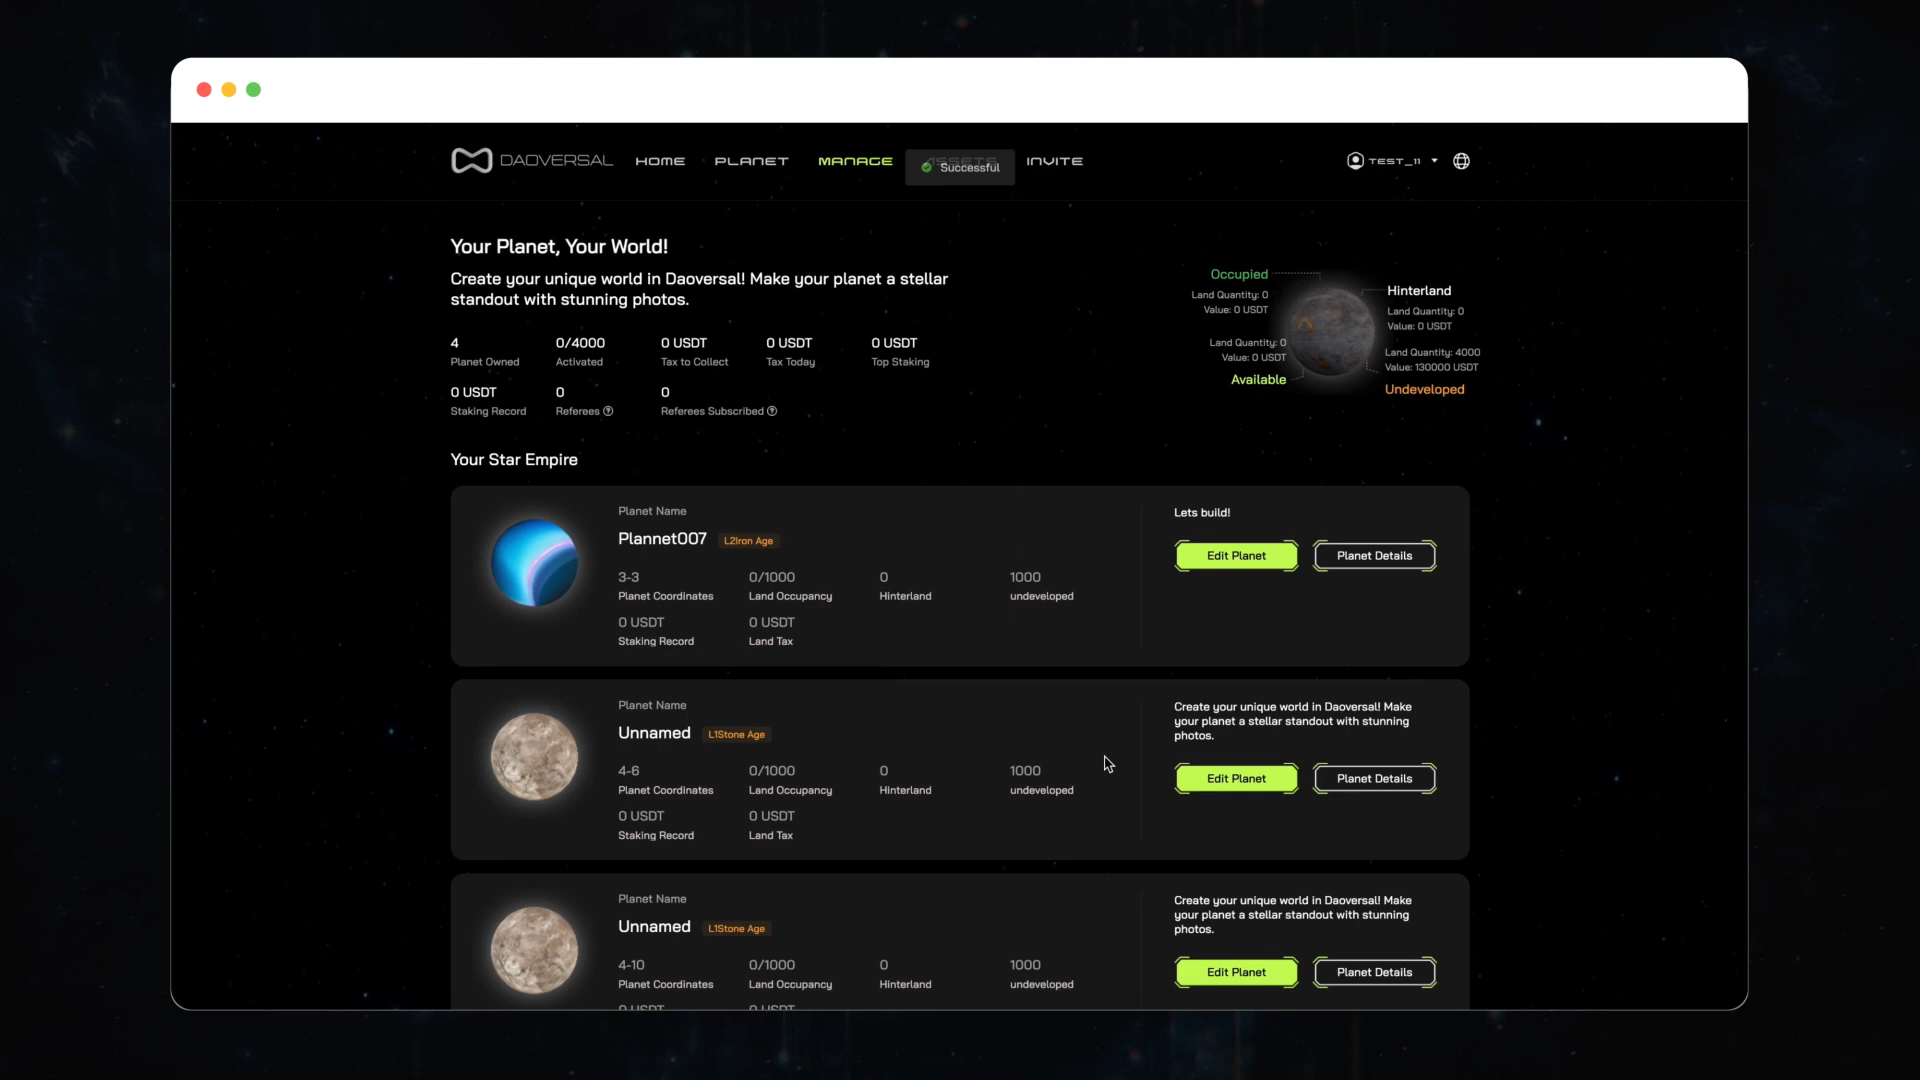 DAOVERSAL
HOME
PLANET
MANAGE
ASSETS
Successful
INVITE
TEST_11
Your Planet, Your World!
Create your unique world in Daoversal! Make your planet a stellar
standout with stunning photos.
4
Planet Owned
0/4000
Activated
0 USDT
Tax to Collect
0 USDT
Tax Today
0 USDT
Top Staking
0 USDT
Staking Record
0
Referees
0
Referees Subscribed
Occupied
Land Quantity: 0
Value: 0 USDT
Hinterland
Land Quantity: 0
Value: 0 USDT
Land Quantity: 0
Value: 0 USDT
Available
Land Quantity: 4000
Value: 130000 USDT
Undeveloped
Your Star Empire
Planet Name
Plannet007
L2Iron Age
3-3
Planet Coordinates
0/1000
Land Occupancy
0
Hinterland
1000
undeveloped
0 USDT
Staking Record
0 USDT
Land Tax
Lets build!
Edit Planet
Planet Details
Planet Name
Unnamed
L1Stone Age
4-6
Planet Coordinates
0/1000
Land Occupancy
0
Hinterland
1000
undeveloped
0 USDT
Staking Record
0 USDT
Land Tax
Create your unique world in Daoversal! Make
your planet a stellar standout with stunning
photos.
Edit Planet
Planet Details
Planet Name
Unnamed
L1Stone Age
4-10
Planet Coordinates
0/1000
Land Occupancy
0
Hinterland
1000
undeveloped
0 USDT
0 USDT
Create your unique world in Daoversal! Make
your planet a stellar standout with stunning
photos.
Edit Planet
Planet Details